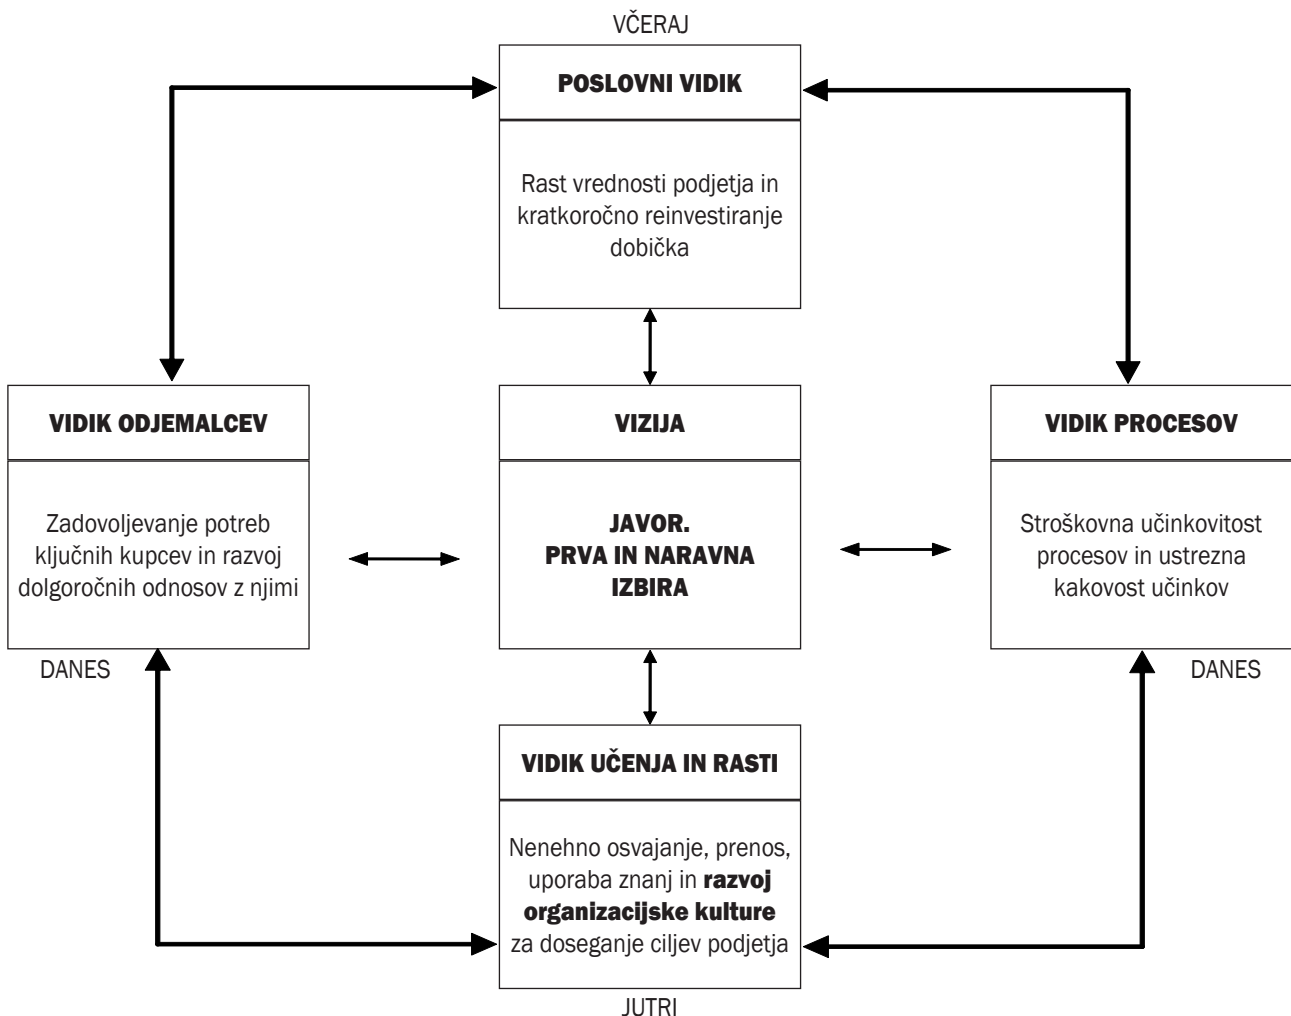 VČERAJ
POSLOVNI VIDIK
Rast vrednosti podjetja in
kratkoročno reinvestiranje
dobička
VIDIK ODJEMALCEV
Zadovoljevanje potreb
ključnih kupcev in razvoj
dolgoročnih odnosov z njimi
DANES
VIZIJA
JAVOR.
PRVA IN NARAVNA
IZBIRA
VIDIK PROCESOV
Stroškovna učinkovitost
procesov in ustrezna
kakovost učinkov
DANES
VIDIK UČENJA IN RASTI
Nenehno osvajanje, prenos,
uporaba znanj in razvoj
organizacijske kulture
za doseganje ciljev podjetja
JUTRI